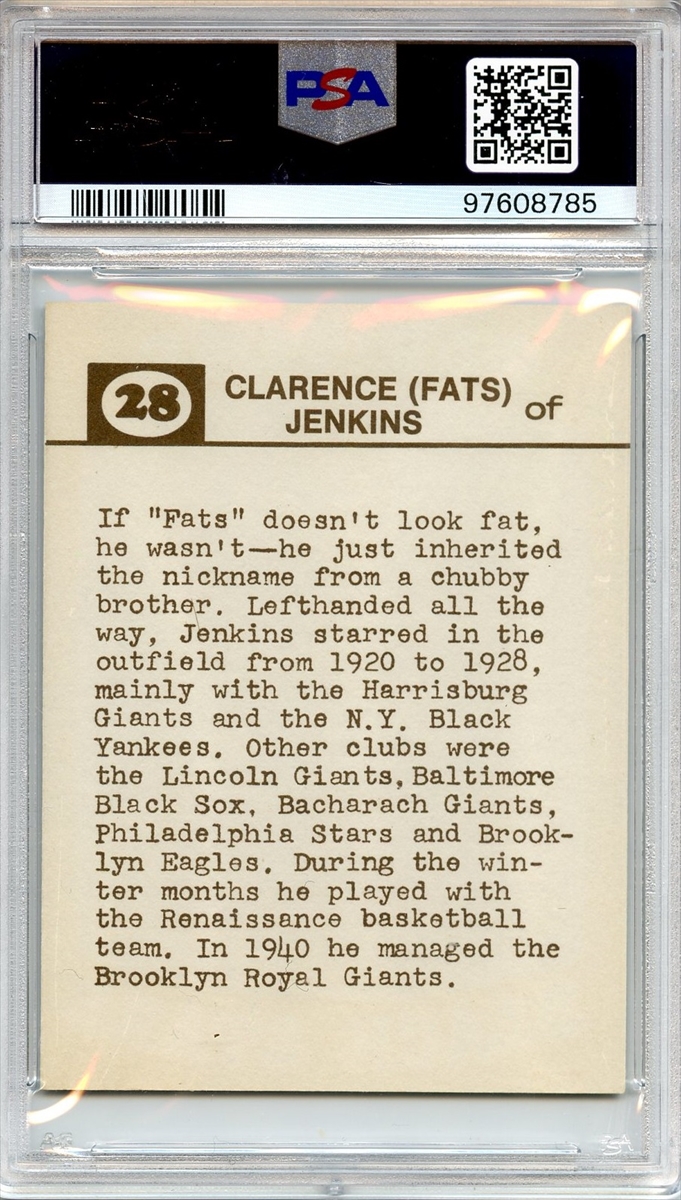 PSA
97608785
28
CLARENCE (FATS)
JENKINS
of
If "Fats" doesn't look fat,
he wasn't—he just inherited
the nickname from a chubby
brother. Lefthanded all the
way, Jenkins starred in the
outfield from 1920 to 1928,
mainly with the Harrisburg
Giants and the N.Y. Black
Yankees. Other clubs were
the Lincoln Giants, Baltimore
Black Sox, Bacharach Giants,
Philadelphia Stars and Brook-
lyn Eagles. During the win-
ter months he played with
the Renaissance basketball
team. In 1940 he managed the
Brooklyn Royal Giants.